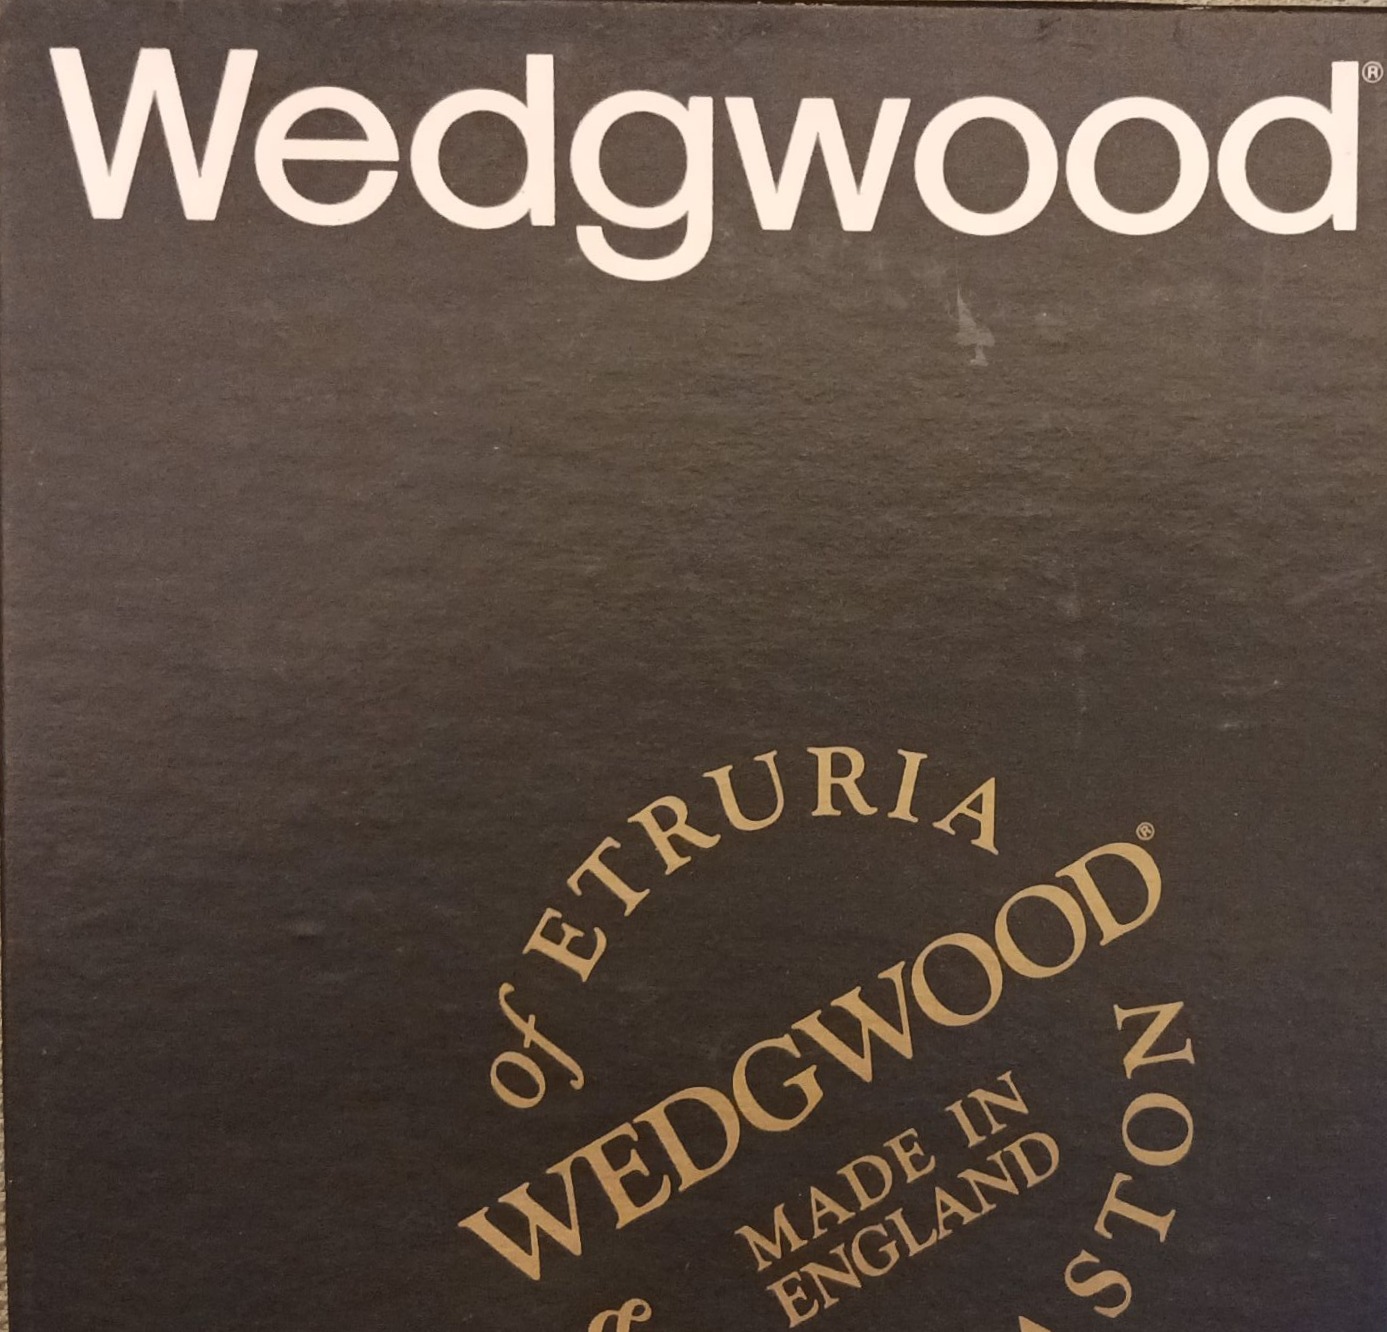 Wedgwood®
of ETRURIA
WEDGWOOD®
MADE IN
ENGLAND
&